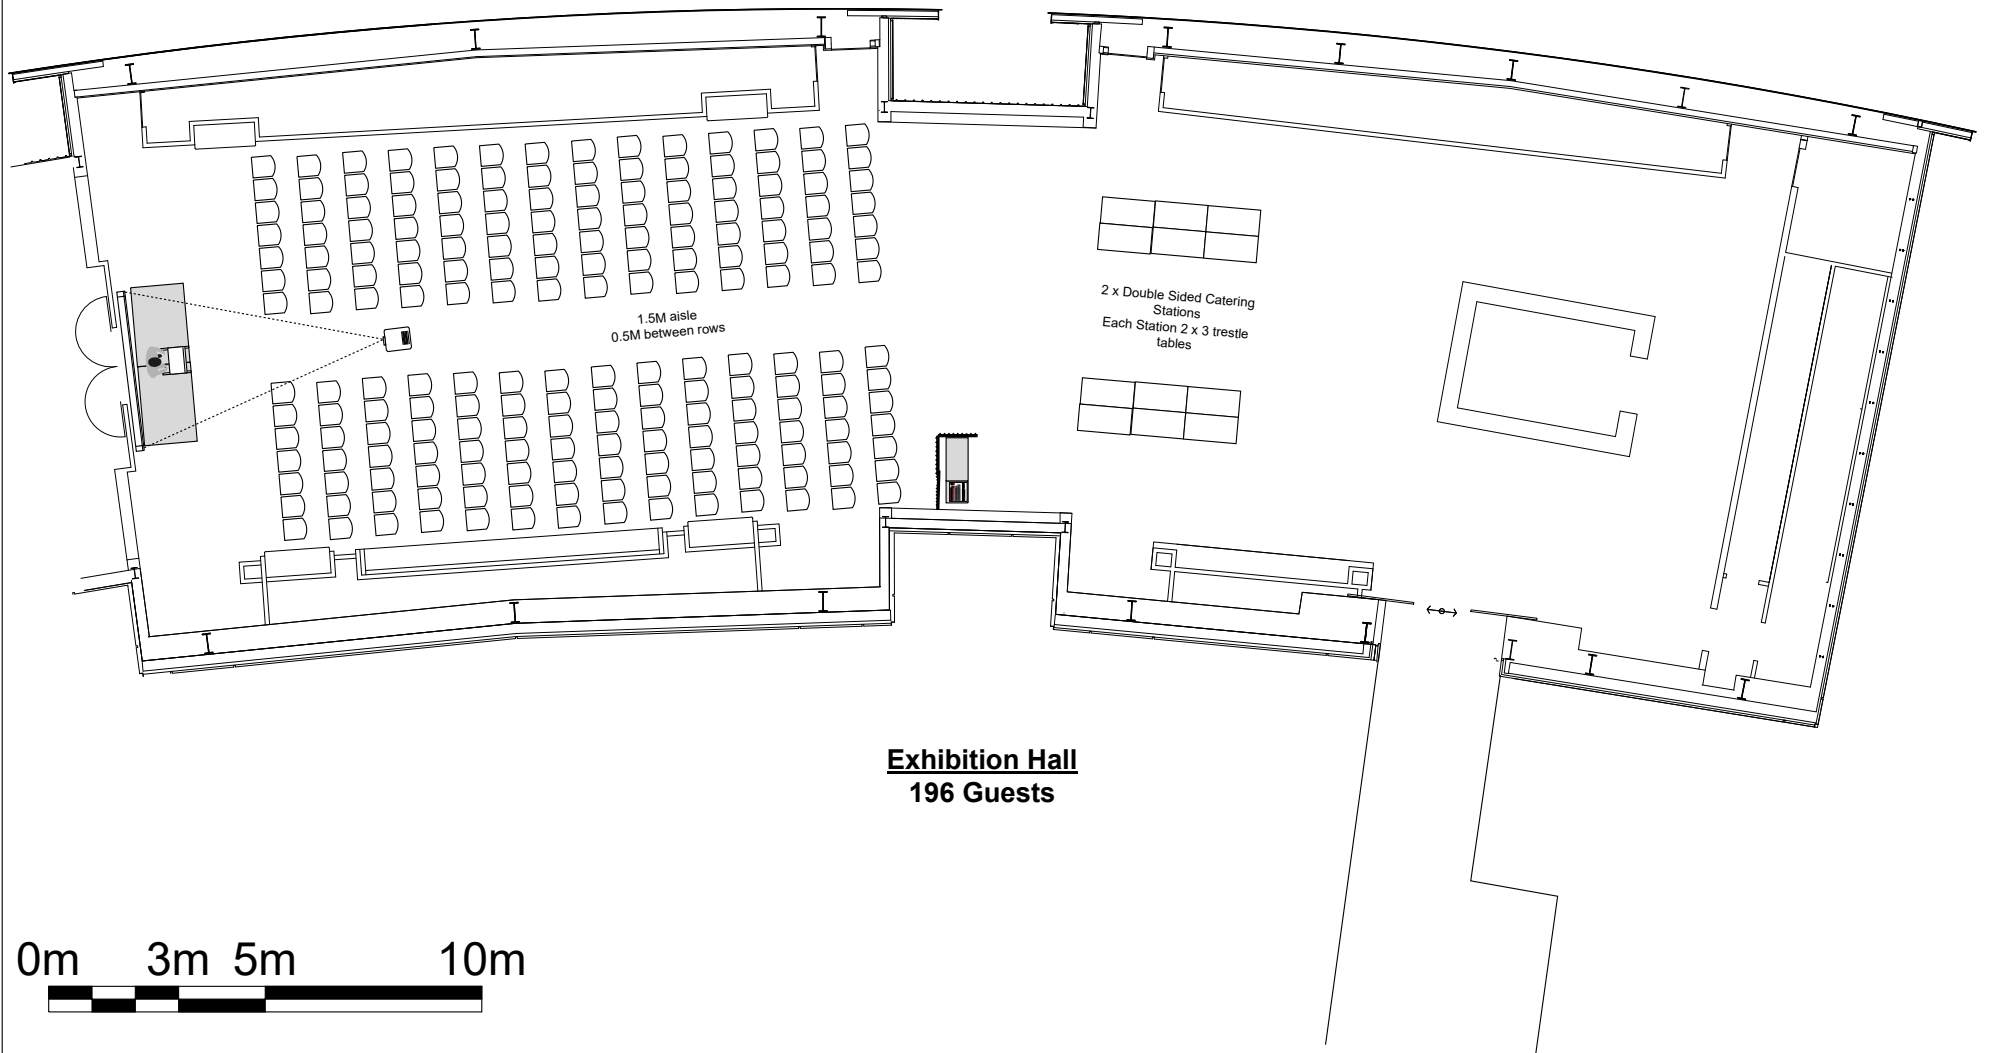 1.5M aisle
0.5M between rows
2 x Double Sided Catering
Stations
Each Station 2 x 3 trestle
tables
Exhibition Hall
196 Guests
0m 3m 5m 10m